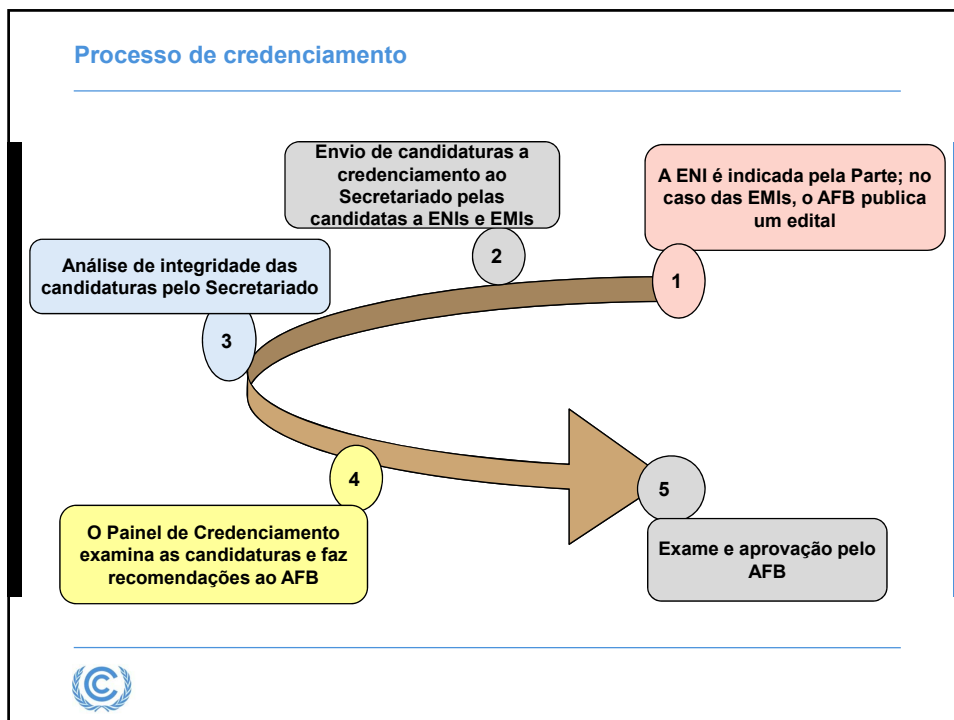 Processo de credenciamento
A ENI é indicada pela Parte; no
caso das EMIs, o AFB publica
um edital
1
Envio de candidaturas a
credenciamento ao
Secretariado pelas
candidatas a ENIs e EMIs
2
Análise de integridade das
candidaturas pelo Secretariado
3
4
O Painel de Credenciamento
examina as candidaturas e faz
recomendações ao AFB
5
Exame e aprovação pelo
AFB